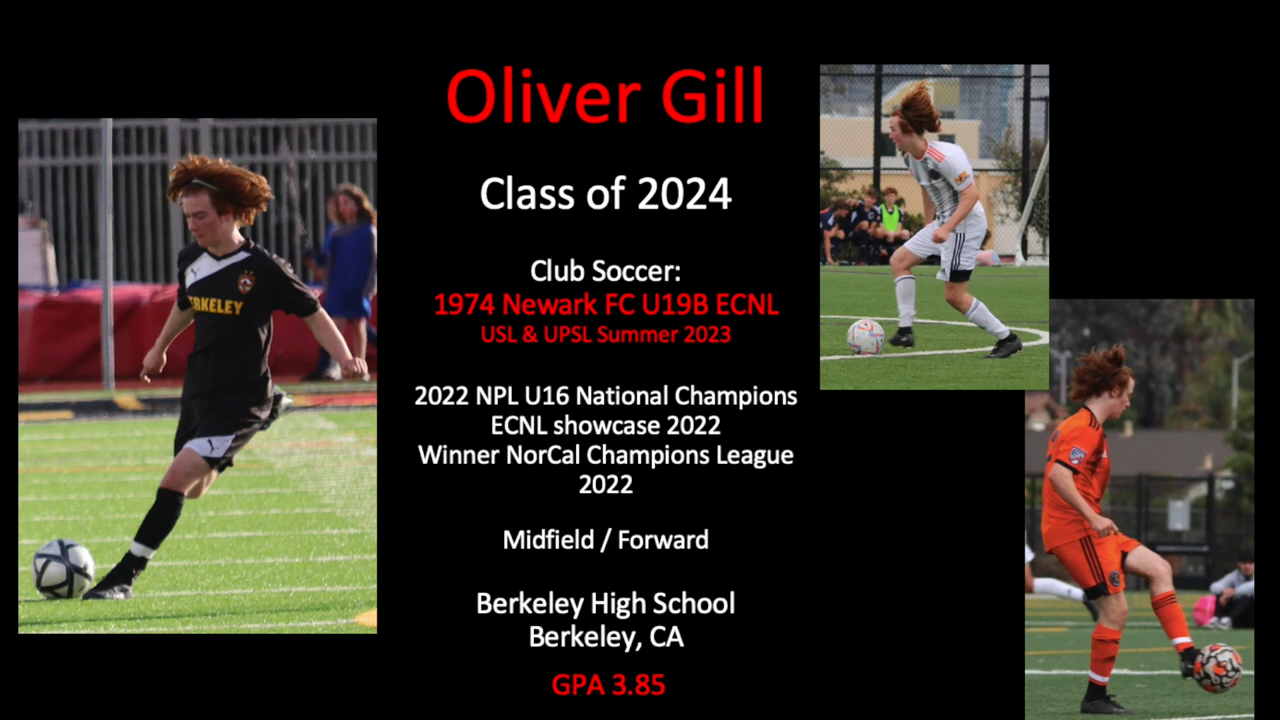 Oliver Gill
Class of 2024
Club Soccer:
1974 Newark FC U19B ECNL
USL & UPSL Summer 2023
2022 NPL U16 National Champions
ECNL showcase 2022
Winner NorCal Champions League
2022
Midfield / Forward
Berkeley High School
Berkeley, CA
GPA 3.85
ERKELEY